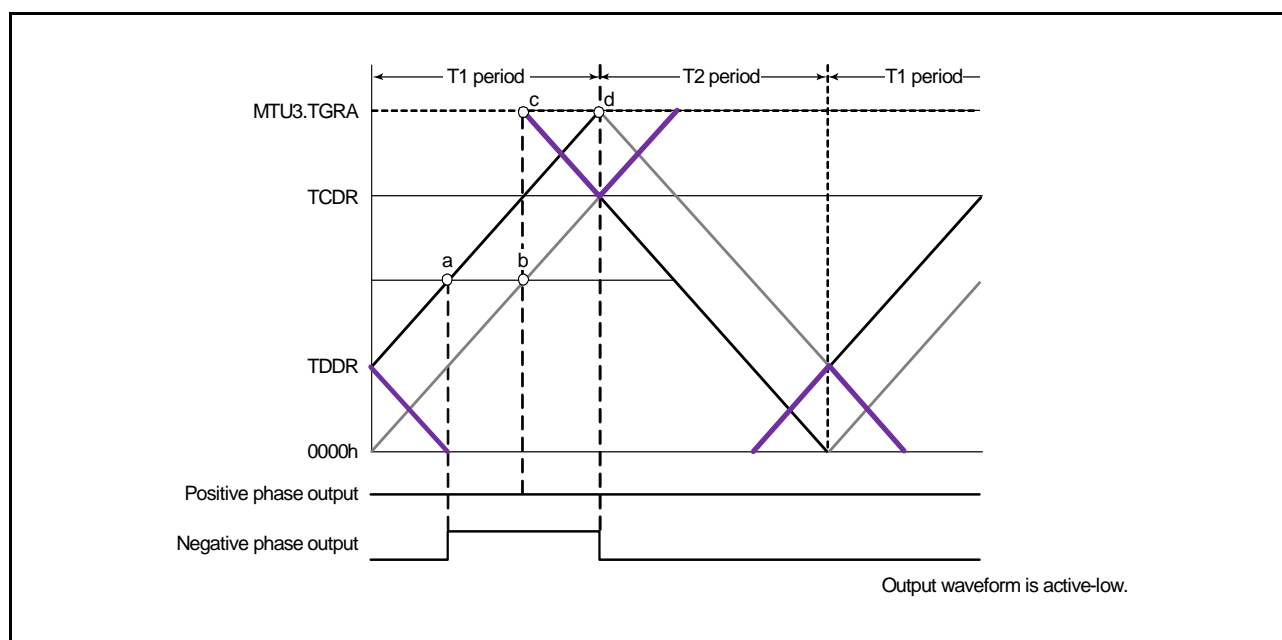 T1 period T2 period T1 period
MTU3.TGRA
c d
TCDR
a b
TDDR
0000h
Positive phase output
Negative phase output
Output waveform is active-low.